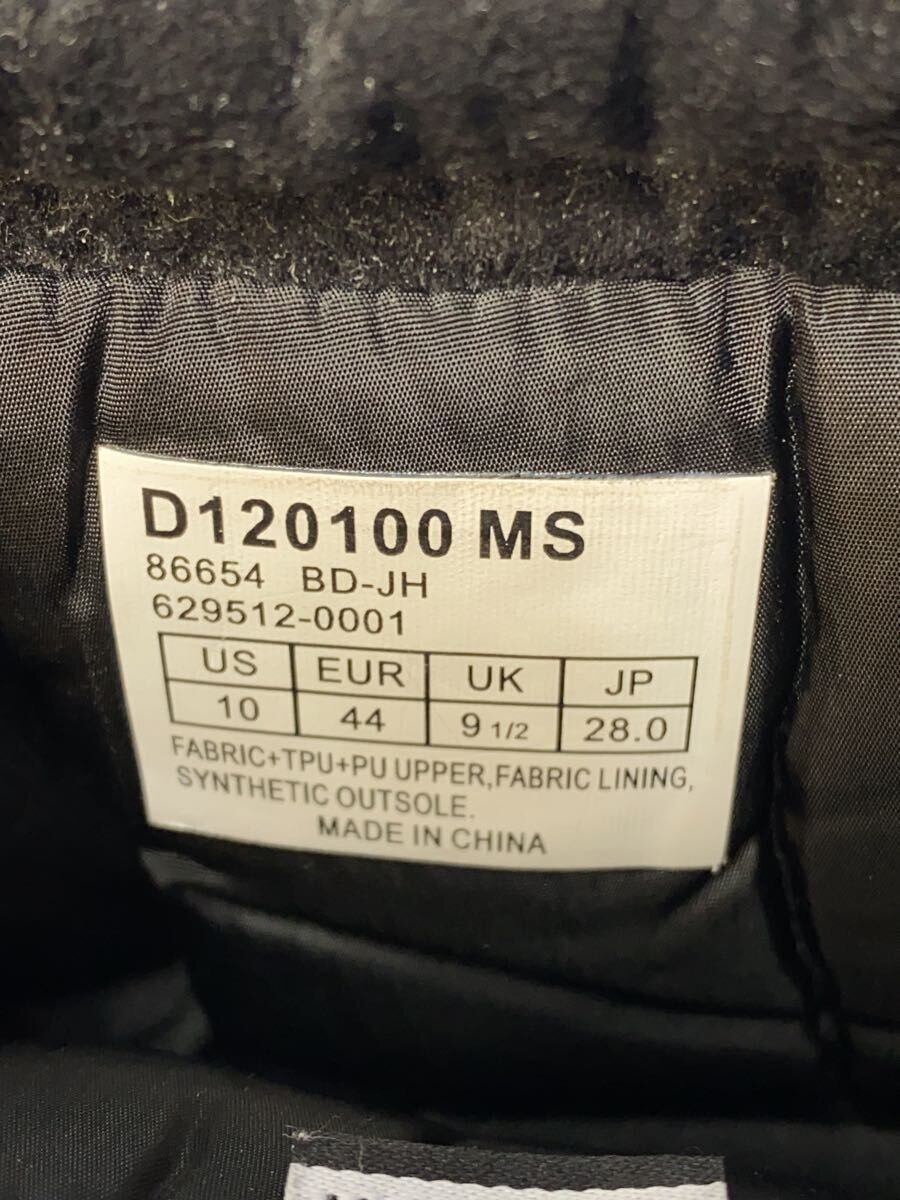 D120100 MS
86654 BD-JH
629512-0001
US EUR UK JP
10 44 9 1/2 28.0
FABRIC+TPU+PU UPPER,FABRIC LINING,
SYNTHETIC OUTSOLE.
MADE IN CHINA